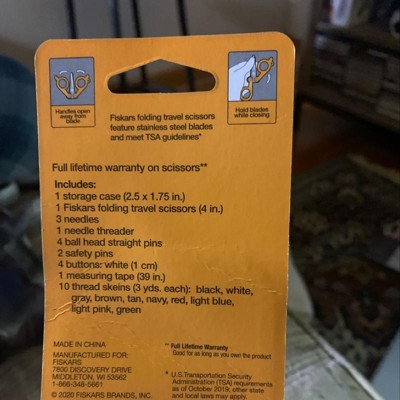 Handles open
away from
blade
Fiskars folding travel scissors
feature stainless steel blades
and meet TSA guidelines*
Hold blades
while closing
Full lifetime warranty on scissors**
Includes:
1 storage case (2.5 x 1.75 in.)
1 Fiskars folding travel scissors (4 in.)
3 needles
1 needle threader
4 ball head straight pins
2 safety pins
4 buttons: white (1 cm)
1 measuring tape (39 in.)
10 thread skeins (3 yds. each): black, white,
gray, brown, tan, navy, red, light blue,
light pink, green
MADE IN CHINA
MANUFACTURED FOR:
FISKARS
7800 DISCOVERY DRIVE
MIDDLETON, WI 53562
1-866-348-5661
© 2020 FISKARS BRANDS, INC.
** Full Lifetime Warranty
Good for as long as you own the product
* U.S. Transportation Security
Administration (TSA) requirements
as of October 2019; other state
and local laws may apply.